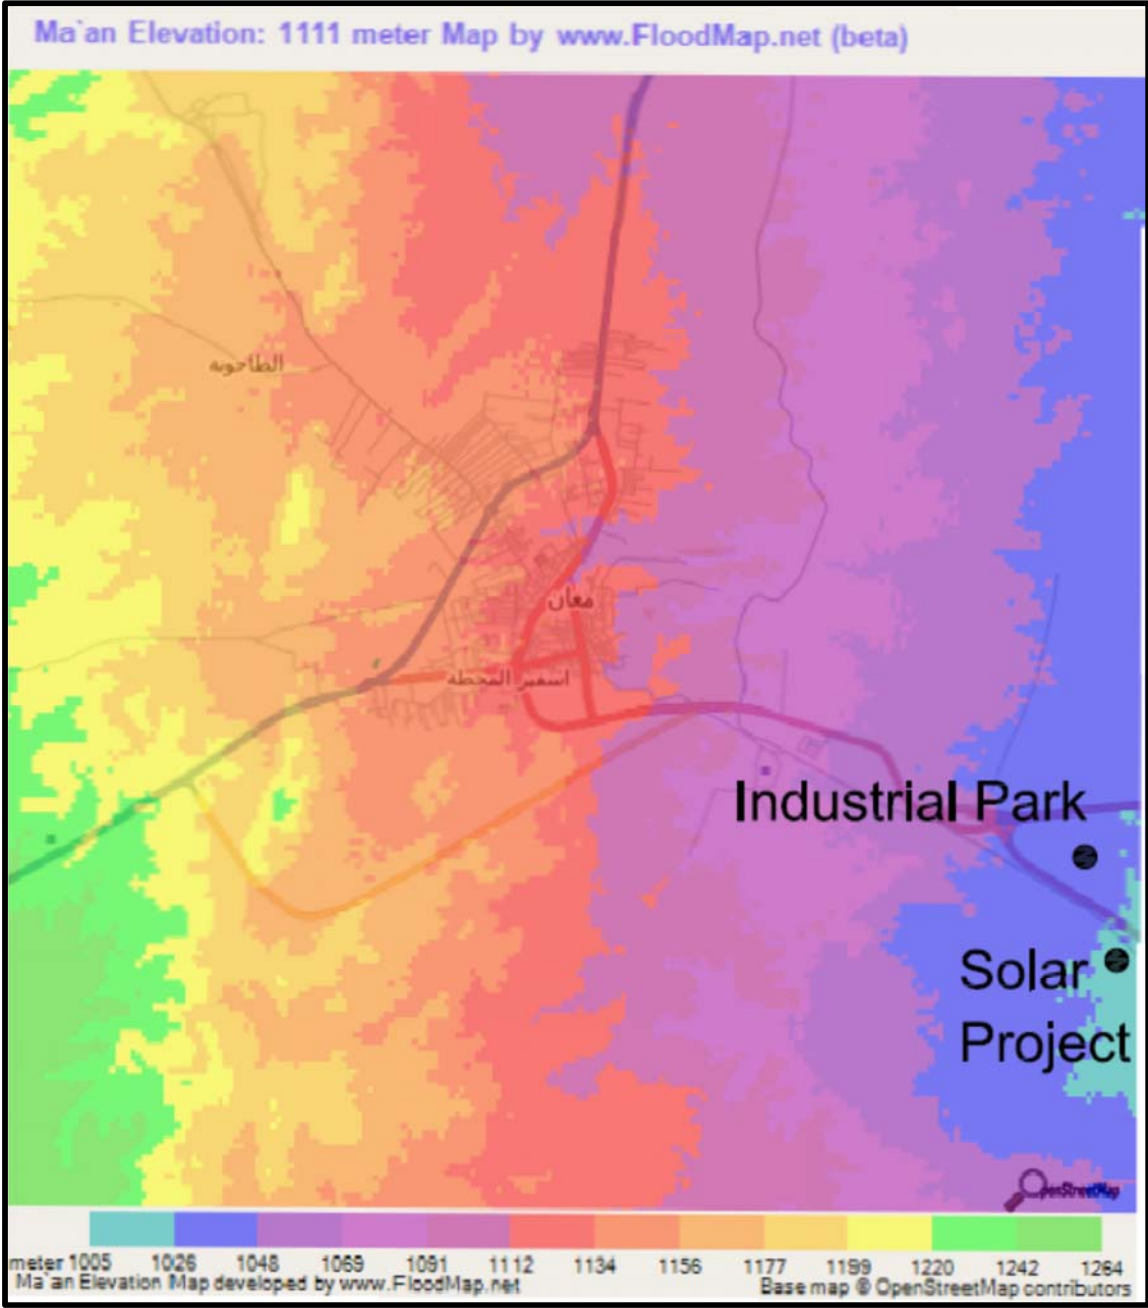 Ma`an Elevation: 1111 meter Map by www.FloodMap.net (beta)
الطاحونه
معان
اسفير المحطة
Industrial Park
Solar
Project
OpenStreetMap
meter 1005 1026 1048 1069 1091 1112 1134 1156 1177 1199 1220 1242 1264
Ma`an Elevation Map developed by www.FloodMap.net Base map © OpenStreetMap contributors